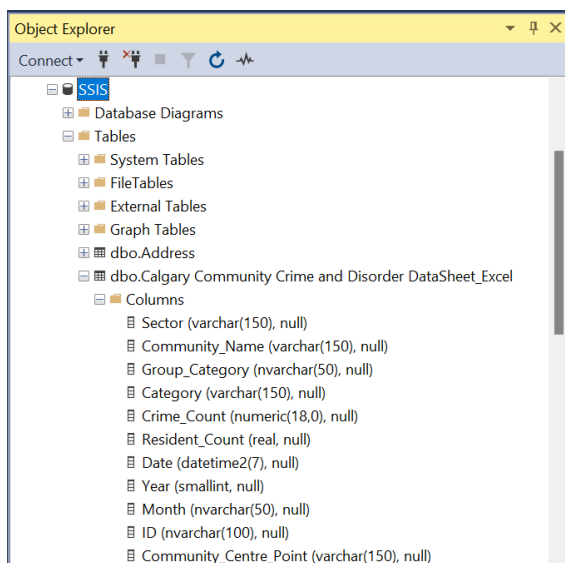 Object Explorer
Connect
SSIS
Database Diagrams
Tables
System Tables
FileTables
External Tables
Graph Tables
dbo.Address
dbo.Calgary Community Crime and Disorder DataSheet_Excel
Columns
Sector (varchar(150), null)
Community_Name (varchar(150), null)
Group_Category (nvarchar(50), null)
Category (varchar(150), null)
Crime_Count (numeric(18,0), null)
Resident_Count (real, null)
Date (datetime2(7), null)
Year (smallint, null)
Month (nvarchar(50), null)
ID (nvarchar(100), null)
Community_Centre_Point (varchar(150), null)